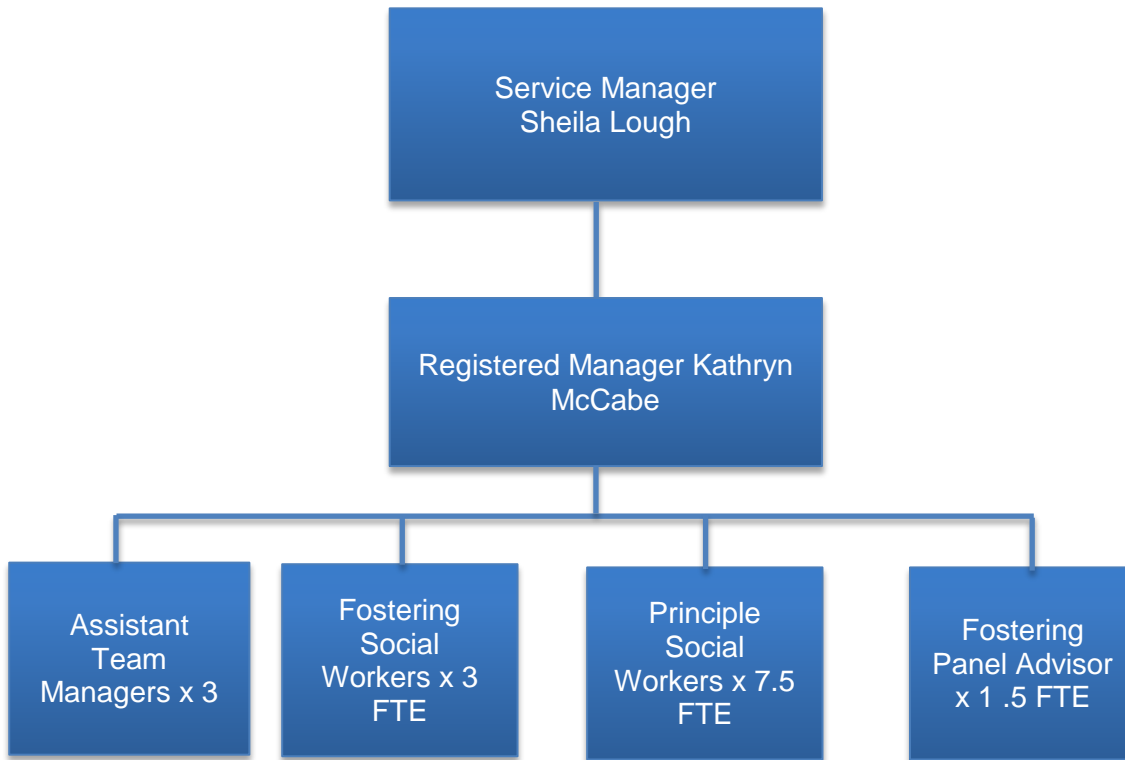 Service Manager
Sheila Lough
Registered Manager Kathryn
McCabe
Assistant
Team
Managers x 3
Fostering
Social
Workers x 3
FTE
Principle
Social
Workers x 7.5
FTE
Fostering
Panel Advisor
x 1 .5 FTE